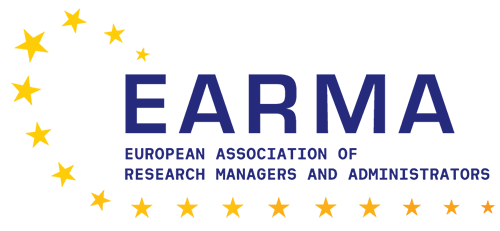 EARMA
EUROPEAN ASSOCIATION OF
RESEARCH MANAGERS AND ADMINISTRATORS